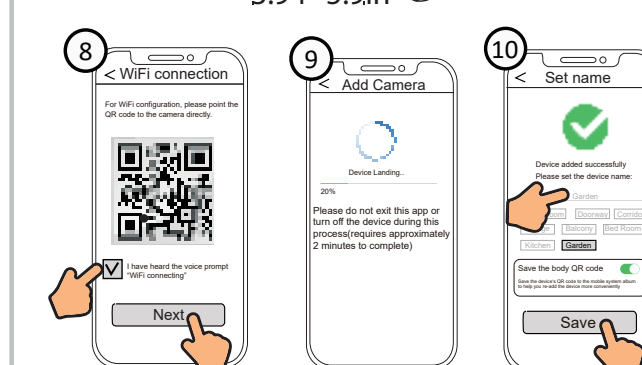 8
< WiFi connection
For WiFi configuration, please point the
QR code to the camera directly.
I have heard the voice prompt
"WiFi connecting"
Next
9
< Add Camera
Device Landing..
20%
Please do not exit this app or
turn off the device during this
process(requires approximately
2 minutes to complete)
10
< Set name
Device added successfully
Please set the device name:
Garden
Doorway
Balcony Bed Room
Kitchen Garden
Save the body QR code
Save the device's QR code to the mobile system album
to help you re-add the device more conveniently
Save